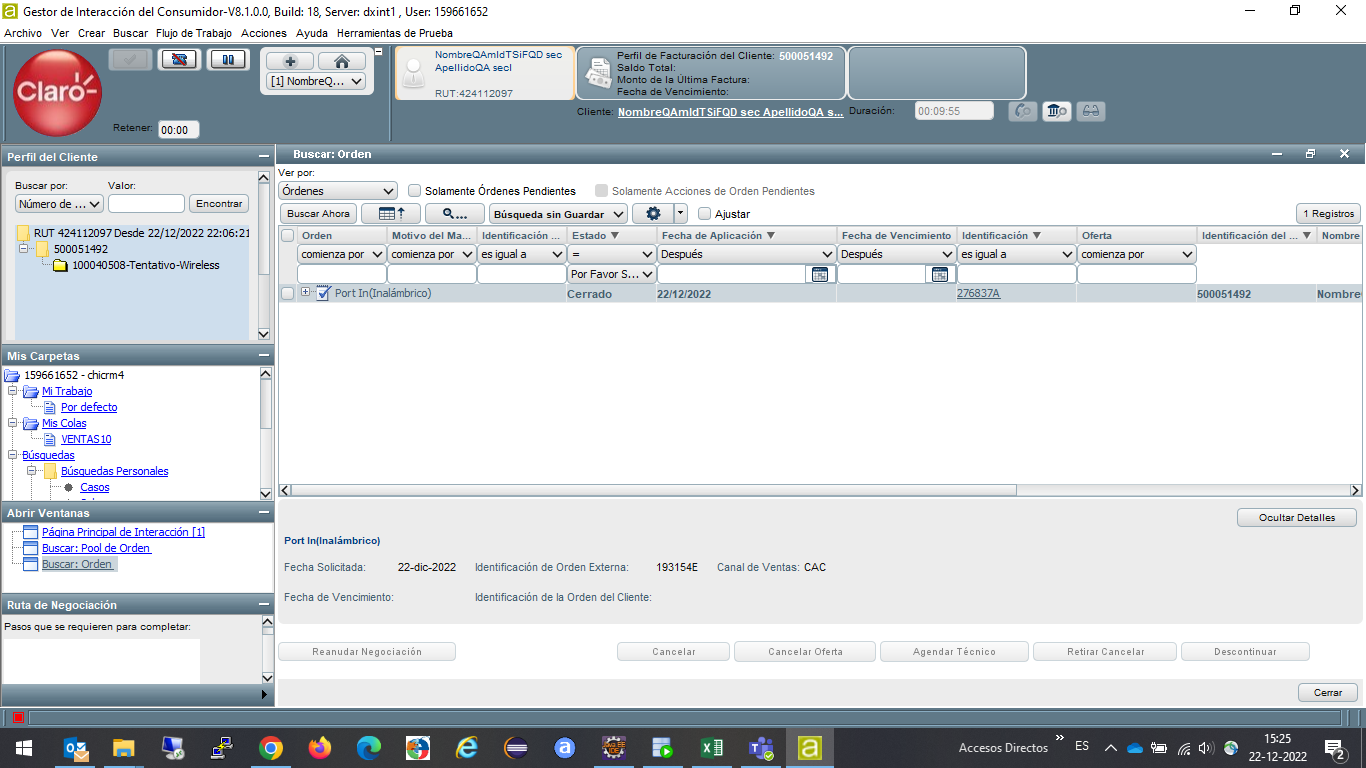 Gestor de Interacción del Consumidor-V8.1.0.0, Build: 18, Server: dxint1 , User: 159661652
Archivo Ver Crear Buscar Flujo de Trabajo Acciones Ayuda Herramientas de Prueba
Claro
Retener: 00:00
[1] NombreQ...
NombreQAmIdTSiFQD sec
ApellidoQA secI
RUT:424112097
Perfil de Facturación del Cliente: 500051492
Saldo Total:
Monto de la Última Factura:
Fecha de Vencimiento:
Cliente: NombreQAmIdTSiFQD sec ApellidoQA s... Duración: 00:09:55
Perfil del Cliente
Buscar por: Valor:
Número de ... Encontrar
RUT 424112097 Desde 22/12/2022 22:06:21
500051492
100040508-Tentativo-Wireless
Mis Carpetas
159661652 - chicrm4
Mi Trabajo
Por defecto
Mis Colas
VENTAS10
Búsquedas
Búsquedas Personales
Casos
Abrir Ventanas
Página Principal de Interacción [1]
Buscar: Pool de Orden
Buscar: Orden
Ruta de Negociación
Pasos que se requieren para completar:
Buscar: Orden
Ver por:
Órdenes Solamente Órdenes Pendientes Solamente Acciones de Orden Pendientes
Buscar Ahora ... Búsqueda sin Guardar Ajustar 1 Registros
Orden Motivo del Ma... Identificación ... Estado Fecha de Aplicación Fecha de Vencimiento Identificación Oferta Identificación del ... Nombre
comienza por comienza por es igual a = Después Después es igual a comienza por
Por Favor S...
Port In(Inalámbrico) Cerrado 22/12/2022 276837A 500051492 Nombre
Ocultar Detalles
Port In(Inalámbrico)
Fecha Solicitada: 22-dic-2022 Identificación de Orden Externa: 193154E Canal de Ventas: CAC
Fecha de Vencimiento: Identificación de la Orden del Cliente:
Reanudar Negociación Cancelar Cancelar Oferta Agendar Técnico Retirar Cancelar Descontinuar
Cerrar
Accesos Directos » ES 15:25
22-12-2022 2